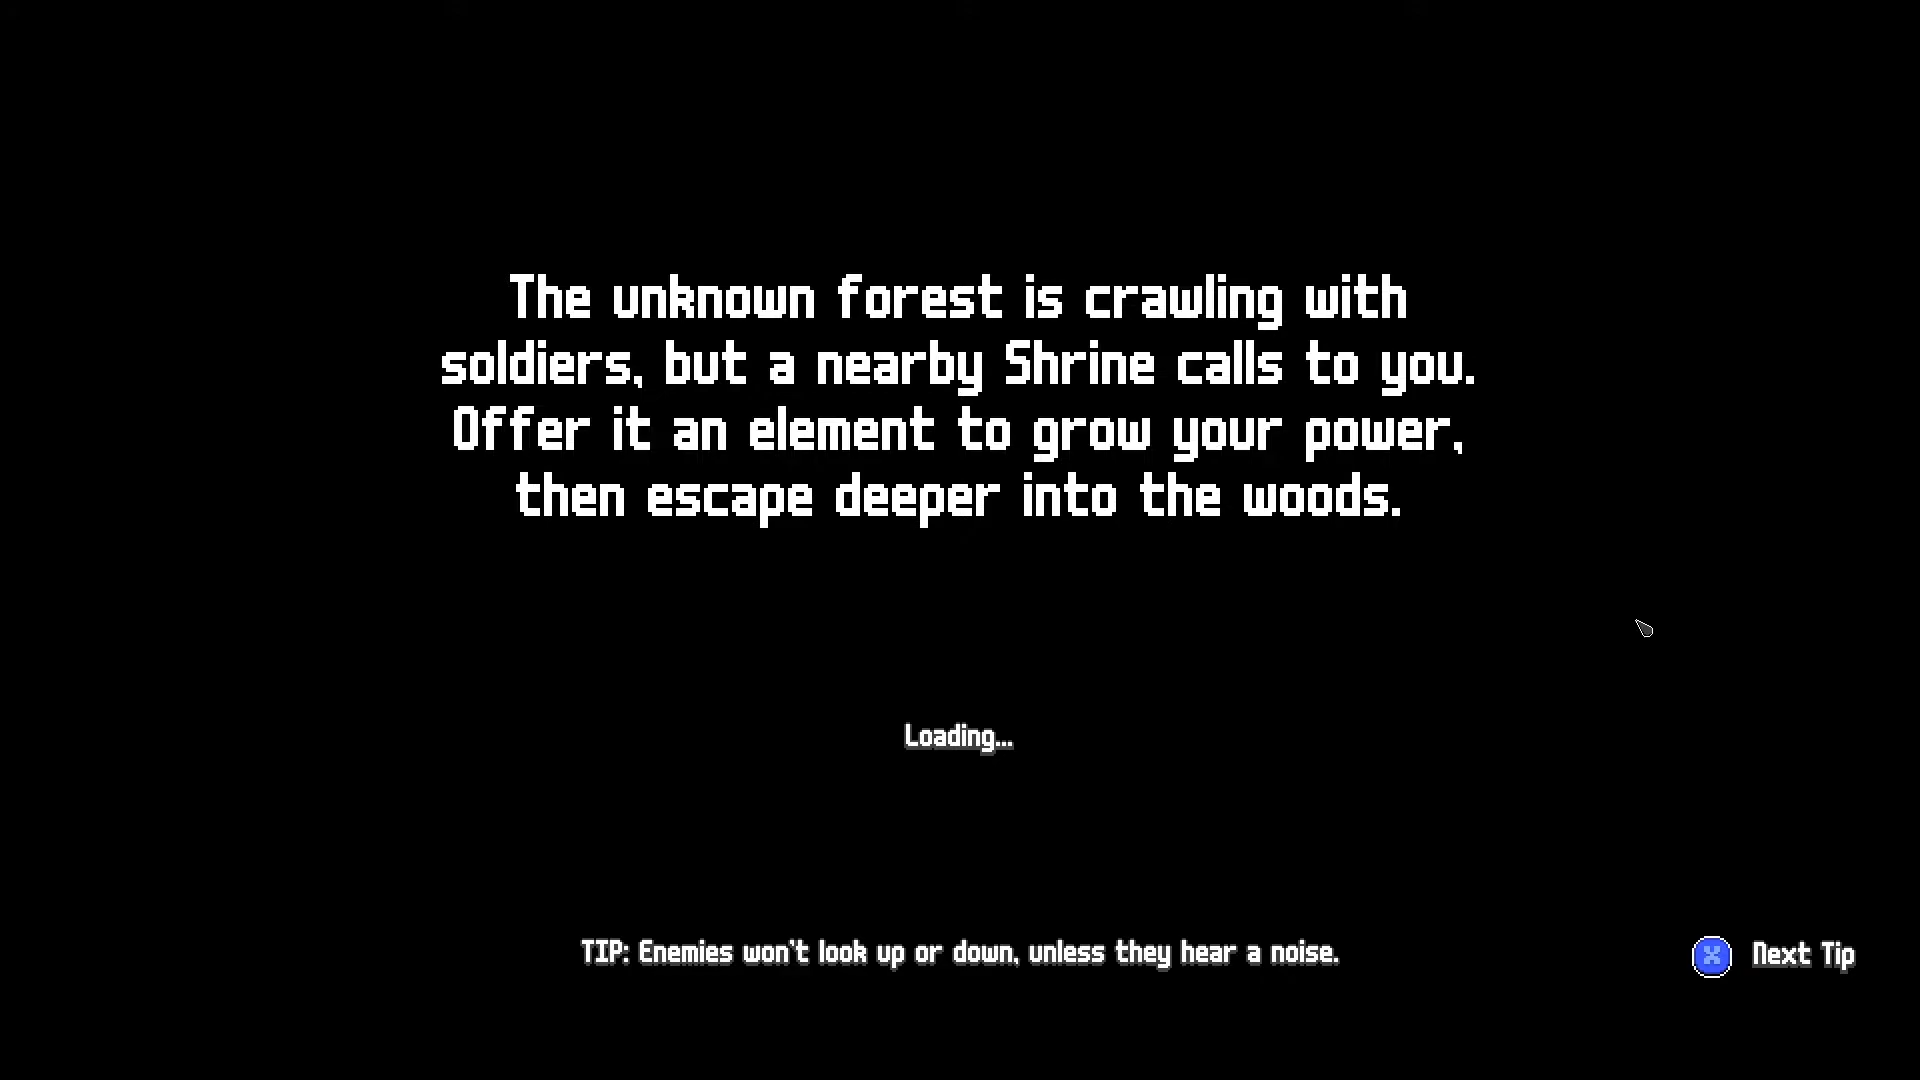 The unknown forest is crawling with
soldiers, but a nearby Shrine calls to you.
Offer it an element to grow your power,
then escape deeper into the woods.
Loading...
TIP: Enemies won't look up or down, unless they hear a noise.
X Next Tip